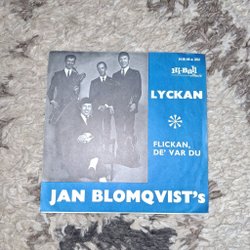 LYCKAN
FLICKAN,
DE' VAR DU
JAN BLOMQVIST's